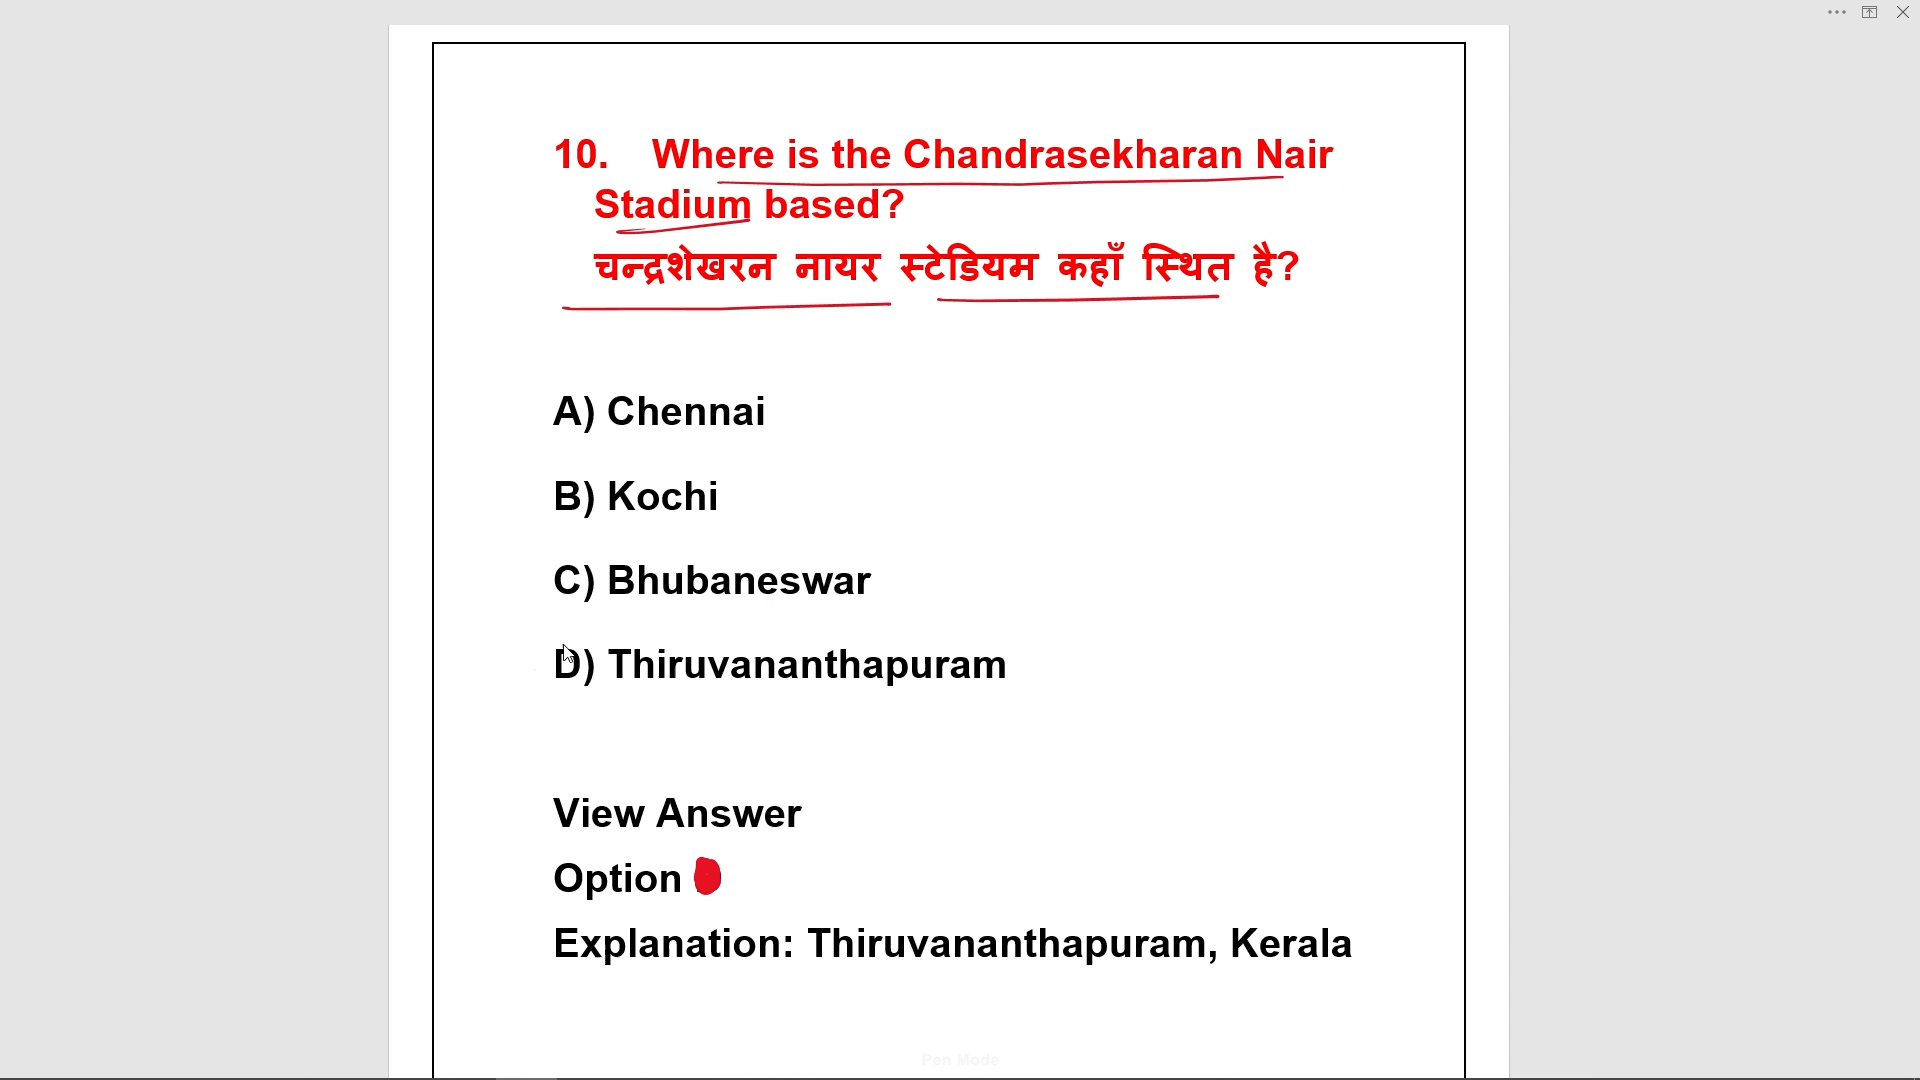 10. Where is the Chandrasekharan Nair
Stadium based?
चन्द्रशेखरन नायर स्टेडियम कहाँ स्थित है?
A) Chennai
B) Kochi
C) Bhubaneswar
D) Thiruvananthapuram
View Answer
Option
Explanation: Thiruvananthapuram, Kerala
Pen Mode